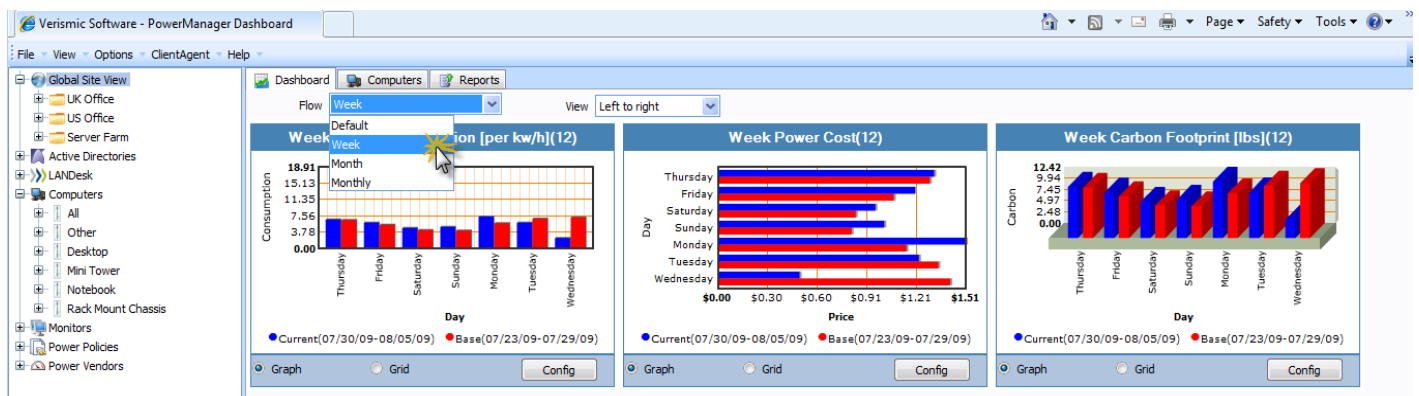 Verismic Software - PowerManager Dashboard
Page Safety Tools
File View Options ClientAgent Help
Global Site View
UK Office
US Office
Server Farm
Active Directories
LANDesk
Computers
All
Other
Desktop
Mini Tower
Notebook
Rack Mount Chassis
Monitors
Power Policies
Power Vendors
Dashboard Computers Reports
Flow Week View Left to right
Default
Week
Month
Monthly
Week ion [per kw/h](12)
18.91
15.13
11.35
7.56
3.78
0.00
Consumption
Thursday Friday Saturday Sunday Monday Tuesday Wednesday
Day
Current(07/30/09-08/05/09) Base(07/23/09-07/29/09)
Graph Grid Config
Week Power Cost(12)
Day
Thursday
Friday
Saturday
Sunday
Monday
Tuesday
Wednesday
$0.00 $0.30 $0.60 $0.91 $1.21 $1.51
Price
Current(07/30/09-08/05/09) Base(07/23/09-07/29/09)
Graph Grid Config
Week Carbon Footprint [lbs](12)
12.42
9.94
7.45
4.97
2.48
0.00
Carbon
Thursday Friday Saturday Sunday Monday Tuesday Wednesday
Day
Current(07/30/09-08/05/09) Base(07/23/09-07/29/09)
Graph Grid Config